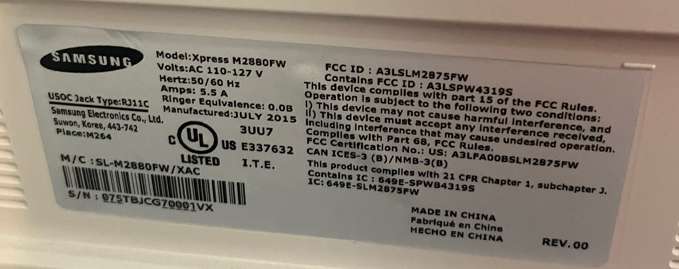 SAMSUNG
Model:Xpress M2880FW
Volts:AC 110-127 V
Hertz:50/60 Hz
Amps: 5.5 A
Ringer Equivalence: 0.0B
Manufacture:JULY 2015
USOC Jack Type:RJ11C
Samsung Electronics Co., Ltd.
Suwon, Korea, 443-742
Place:M264
3UU7
C UL US E337632
LISTED I.T.E.
M/C :SL-M2880FW/XAC
S/N :075TBJCG70001VX
FCC ID : A3LSLM2875FW
Contains FCC ID : A3LSPW4319S
This device complies with part 15 of the FCC Rules.
Operation is subject to the following two conditions:
I) This device may not cause harmful interference, and
II) This device must accept any interference received,
including interference that may cause undesired operation.
Complies with Part 68, FCC Rules.
FCC Certification No.: US: A3LFA00BSLM2875FW
CAN ICES-3 (B)/NMB-3(B)
This product complies with 21 CFR Chapter 1, subchapter J.
Contains IC : 649E-SPWB4319S
IC: 649E-SLM2875FW
MADE IN CHINA
Fabriqué en Chine
HECHO EN CHINA
REV.00